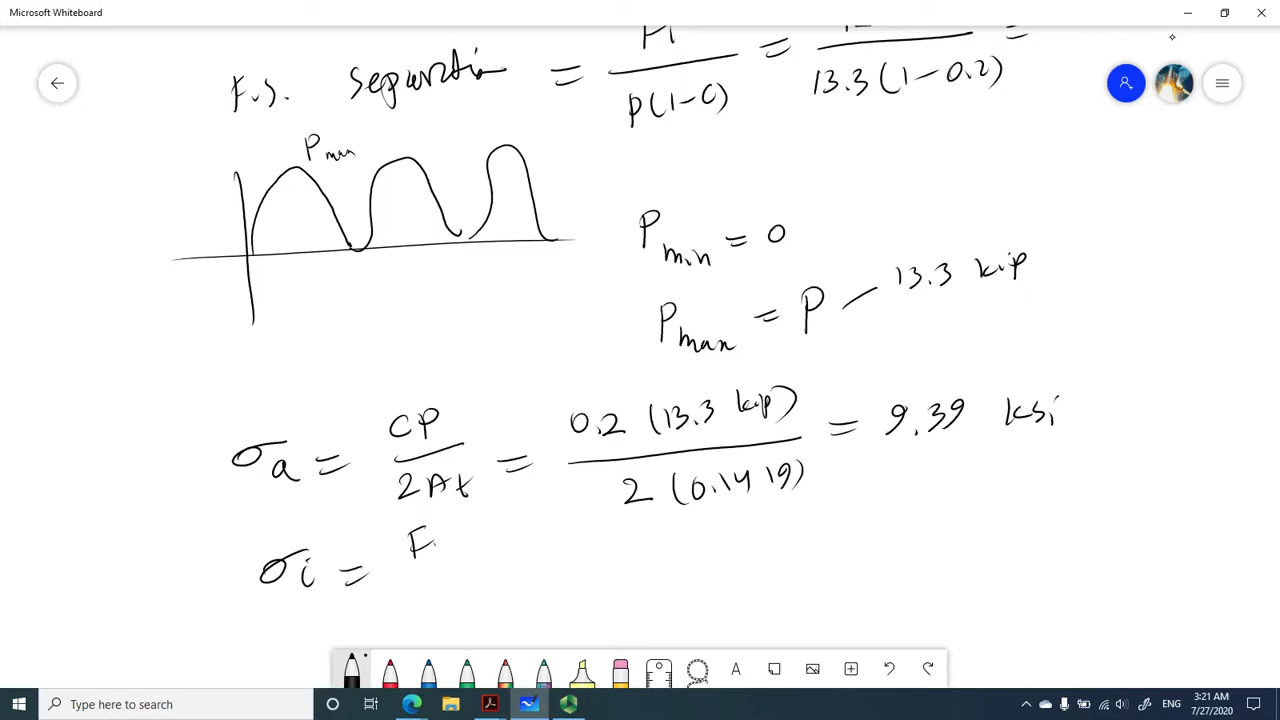 Microsoft Whiteboard
F.S. separation = Fi / P(1-C) = / 13.3(1-0.2) =
Pmax
Pmin = 0
Pmax = P - 13.3 kip
σa = CP / 2At = 0.2 (13.3 kip) / 2 (0.1419) = 9.39 ksi
σi = F
Type here to search
ENG
3:21 AM
7/27/2020